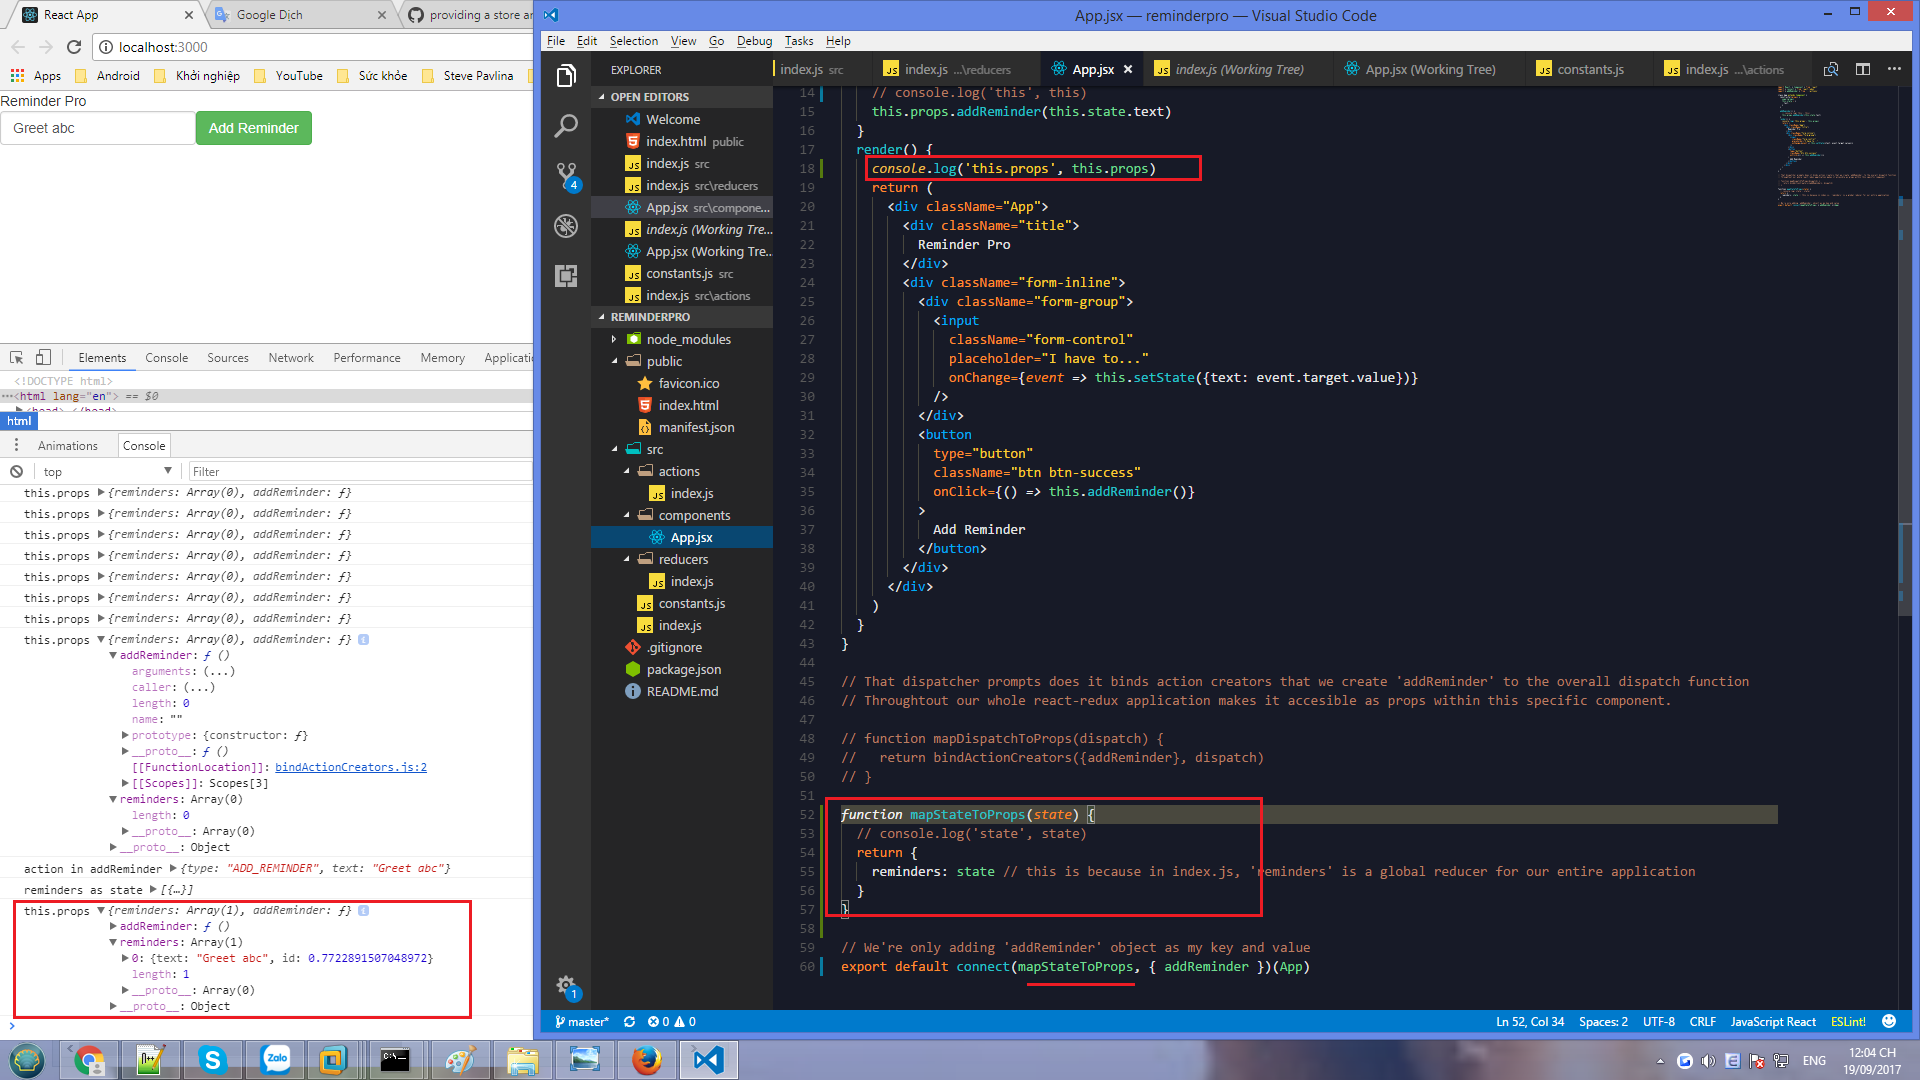 React App
Google Dịch
providing a store ar
localhost:3000
Apps
Android
Khởi nghiệp
YouTube
Sức khỏe
Steve Pavlina
Reminder Pro
Greet abc
Add Reminder
Elements Console Sources Network Performance Memory Applicati
<!DOCTYPE html>
⋯<html lang="en"> == $0
html
Animations
Console
top
Filter
this.props ▶{reminders: Array(0), addReminder: ƒ}
this.props ▶{reminders: Array(0), addReminder: ƒ}
this.props ▶{reminders: Array(0), addReminder: ƒ}
this.props ▶{reminders: Array(0), addReminder: ƒ}
this.props ▶{reminders: Array(0), addReminder: ƒ}
this.props ▶{reminders: Array(0), addReminder: ƒ}
this.props ▶{reminders: Array(0), addReminder: ƒ}
this.props ▼{reminders: Array(0), addReminder: ƒ}
▼addReminder: ƒ ()
arguments: (...)
caller: (...)
length: 0
name: ""
▶prototype: {constructor: ƒ}
▶__proto__: ƒ ()
[[FunctionLocation]]: bindActionCreators.js:2
▶[[Scopes]]: Scopes[3]
▼reminders: Array(0)
length: 0
▶__proto__: Array(0)
▶__proto__: Object
action in addReminder ▶{type: "ADD_REMINDER", text: "Greet abc"}
reminders as state ▶[{…}]
this.props ▼{reminders: Array(1), addReminder: ƒ}
▶addReminder: ƒ ()
▼reminders: Array(1)
▶0: {text: "Greet abc", id: 0.7722891507048972}
length: 1
▶__proto__: Array(0)
▶__proto__: Object
App.jsx — reminderpro — Visual Studio Code
File Edit Selection View Go Debug Tasks Help
EXPLORER
OPEN EDITORS
Welcome
index.html public
index.js src
index.js src\reducers
App.jsx src\compone...
index.js (Working Tre...
App.jsx (Working Tre...
constants.js src
index.js src\actions
REMINDERPRO
node_modules
public
favicon.ico
index.html
manifest.json
src
actions
index.js
components
App.jsx
reducers
index.js
constants.js
index.js
.gitignore
package.json
README.md
4
1
index.js src
index.js ...\reducers
App.jsx
index.js (Working Tree)
App.jsx (Working Tree)
constants.js
index.js ...\actions
14 // console.log('this', this)
15 this.props.addReminder(this.state.text)
16 }
17 render() {
18 console.log('this.props', this.props)
19 return (
20 <div className="App">
21 <div className="title">
22 Reminder Pro
23 </div>
24 <div className="form-inline">
25 <div className="form-group">
26 <input
27 className="form-control"
28 placeholder="I have to..."
29 onChange={event => this.setState({text: event.target.value})}
30 />
31 </div>
32 <button
33 type="button"
34 className="btn btn-success"
35 onClick={() => this.addReminder()}
36 >
37 Add Reminder
38 </button>
39 </div>
40 </div>
41 )
42 }
43 }
44
45 // That dispatcher prompts does it binds action creators that we create 'addReminder' to the overall dispatch function
46 // Throughtout our whole react-redux application makes it accesible as props within this specific component.
47
48 // function mapDispatchToProps(dispatch) {
49 //   return bindActionCreators({addReminder}, dispatch)
50 // }
51
52 function mapStateToProps(state) {
53 // console.log('state', state)
54 return {
55 reminders: state // this is because in index.js, 'reminders' is a global reducer for our entire application
56 }
57 }
58
59 // We're only adding 'addReminder' object as my key and value
60 export default connect(mapStateToProps, { addReminder })(App)
master*
0
0
Ln 52, Col 34
Spaces: 2
UTF-8
CRLF
JavaScript React
ESLint!
Zalo
ENG
12:04 CH
19/09/2017